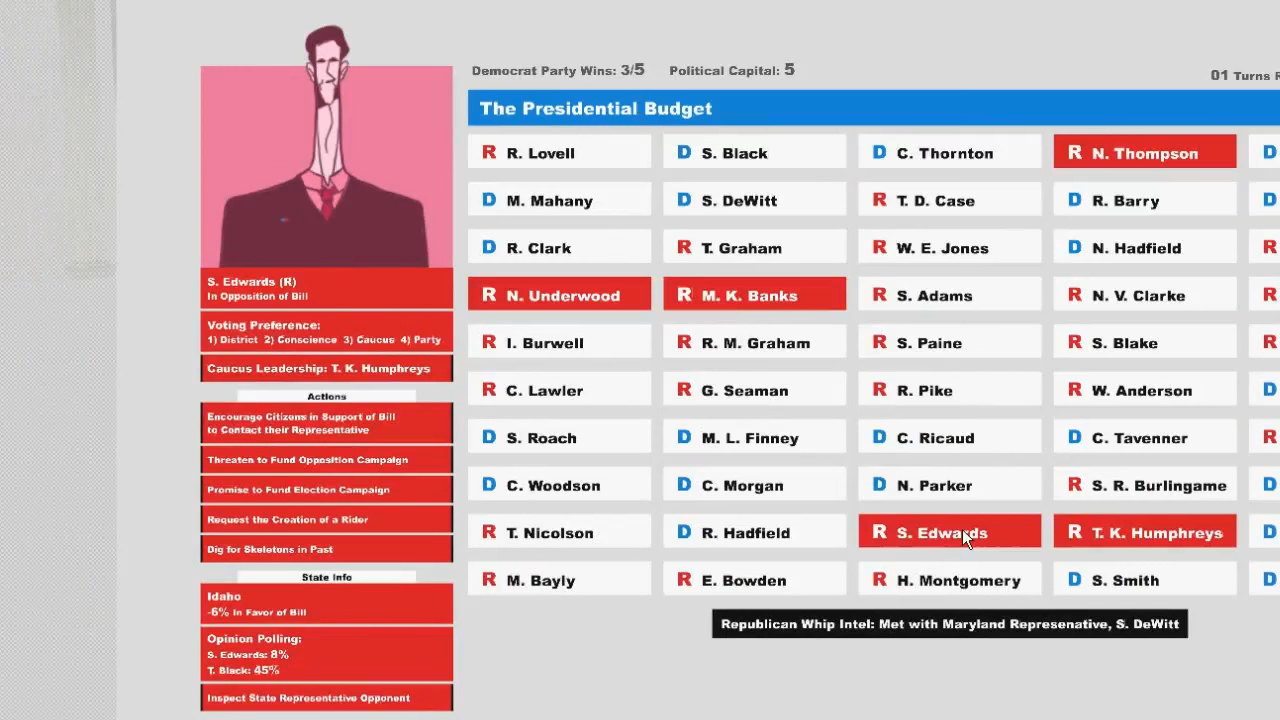 Democrat Party Wins: 3/5 Political Capital: 5
01 Turns R
The Presidential Budget
R R. Lovell D S. Black D C. Thornton R N. Thompson D
D M. Mahany D S. DeWitt R T. D. Case D R. Barry D
D R. Clark R T. Graham R W. E. Jones D N. Hadfield R
R N. Underwood R M. K. Banks R S. Adams R N. V. Clarke R
R I. Burwell R R. M. Graham R S. Paine R S. Blake R
R C. Lawler R G. Seaman R R. Pike R W. Anderson D
D S. Roach D M. L. Finney D C. Ricaud D C. Tavenner R
D C. Woodson D C. Morgan D N. Parker R S. R. Burlingame D
R T. Nicolson D R. Hadfield R S. Edwards R T. K. Humphreys D
R M. Bayly R E. Bowden R H. Montgomery D S. Smith D
Republican Whip Intel: Met with Maryland Represenative, S. DeWitt
S. Edwards (R)
In Opposition of Bill
Voting Preference:
1) District 2) Conscience 3) Caucus 4) Party
Caucus Leadership: T. K. Humphreys
Actions
Encourage Citizens in Support of Bill
to Contact their Representative
Threaten to Fund Opposition Campaign
Promise to Fund Election Campaign
Request the Creation of a Rider
Dig for Skeletons in Past
State Info
Idaho
-6% In Favor of Bill
Opinion Polling:
S. Edwards: 8%
T. Black: 45%
Inspect State Representative Opponent